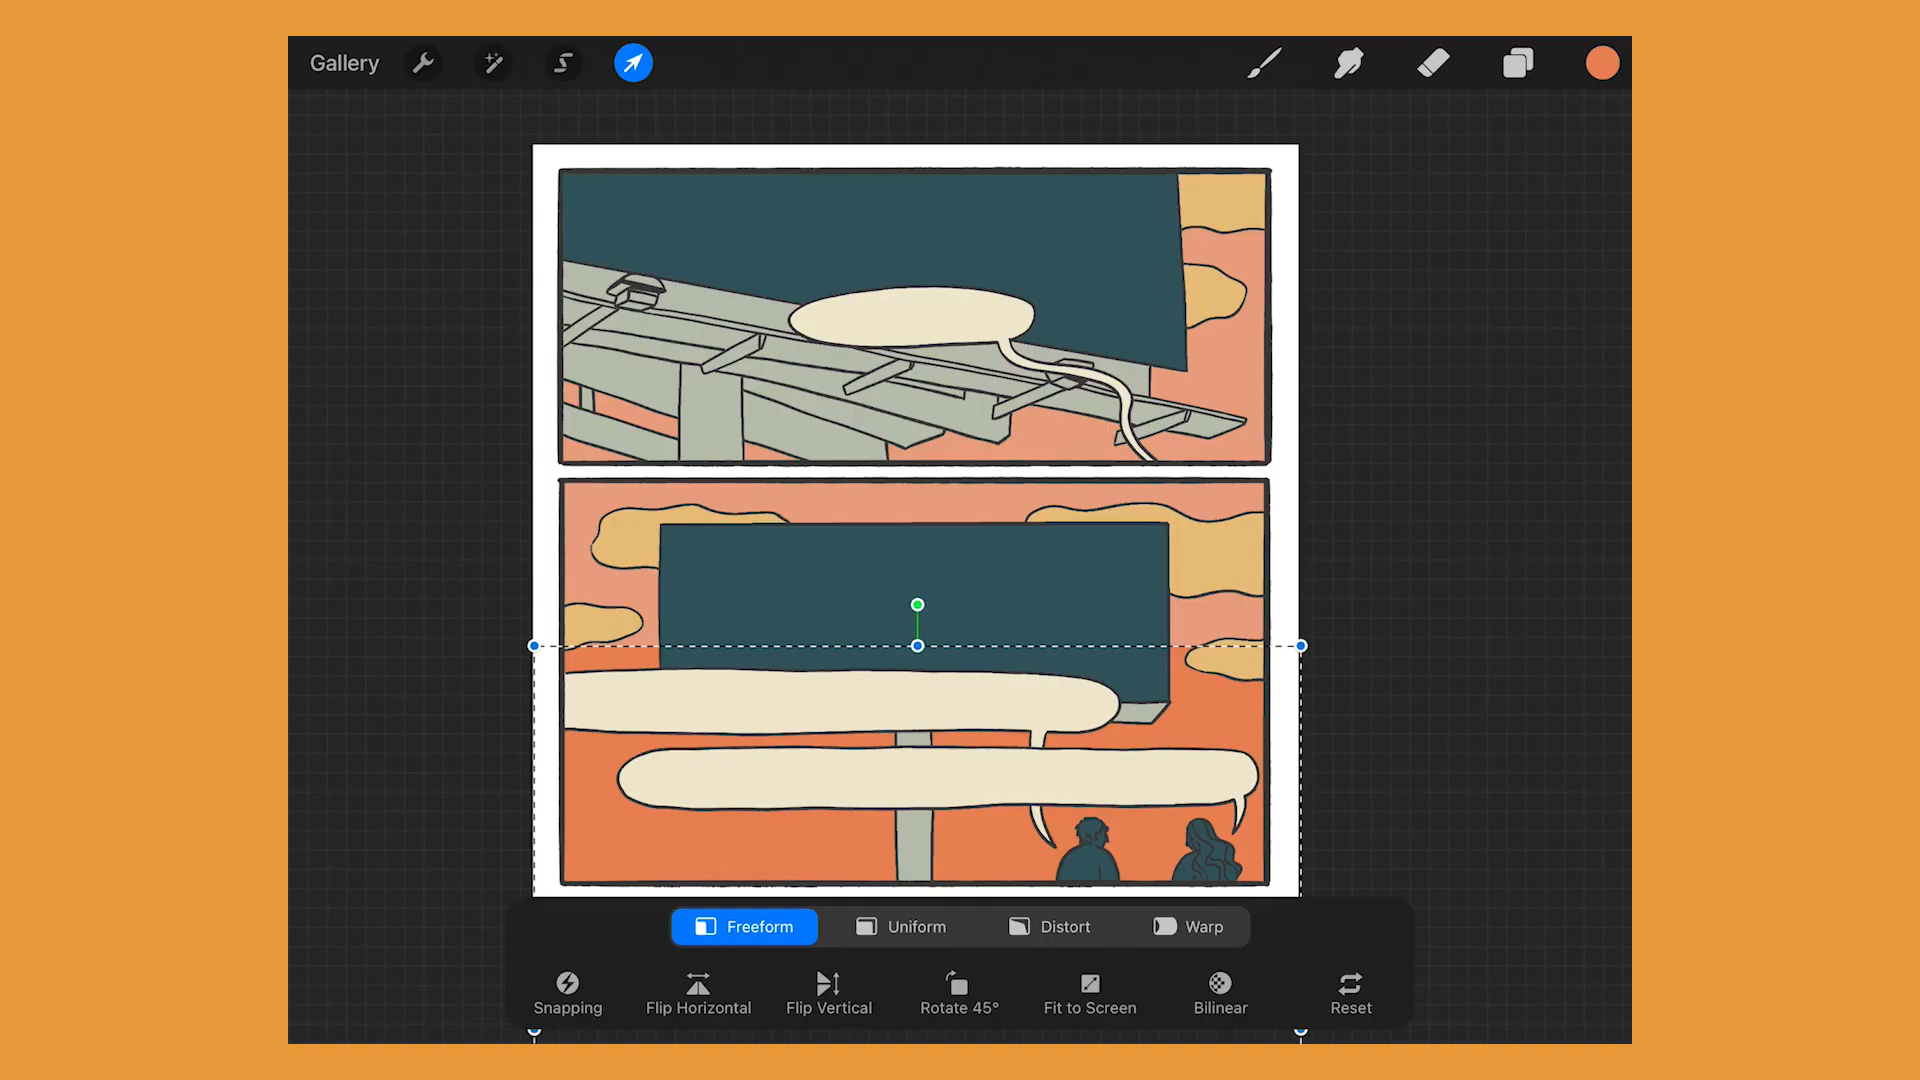 Gallery
Freeform Uniform Distort Warp
Snapping Flip Horizontal Flip Vertical Rotate 45° Fit to Screen Bilinear Reset